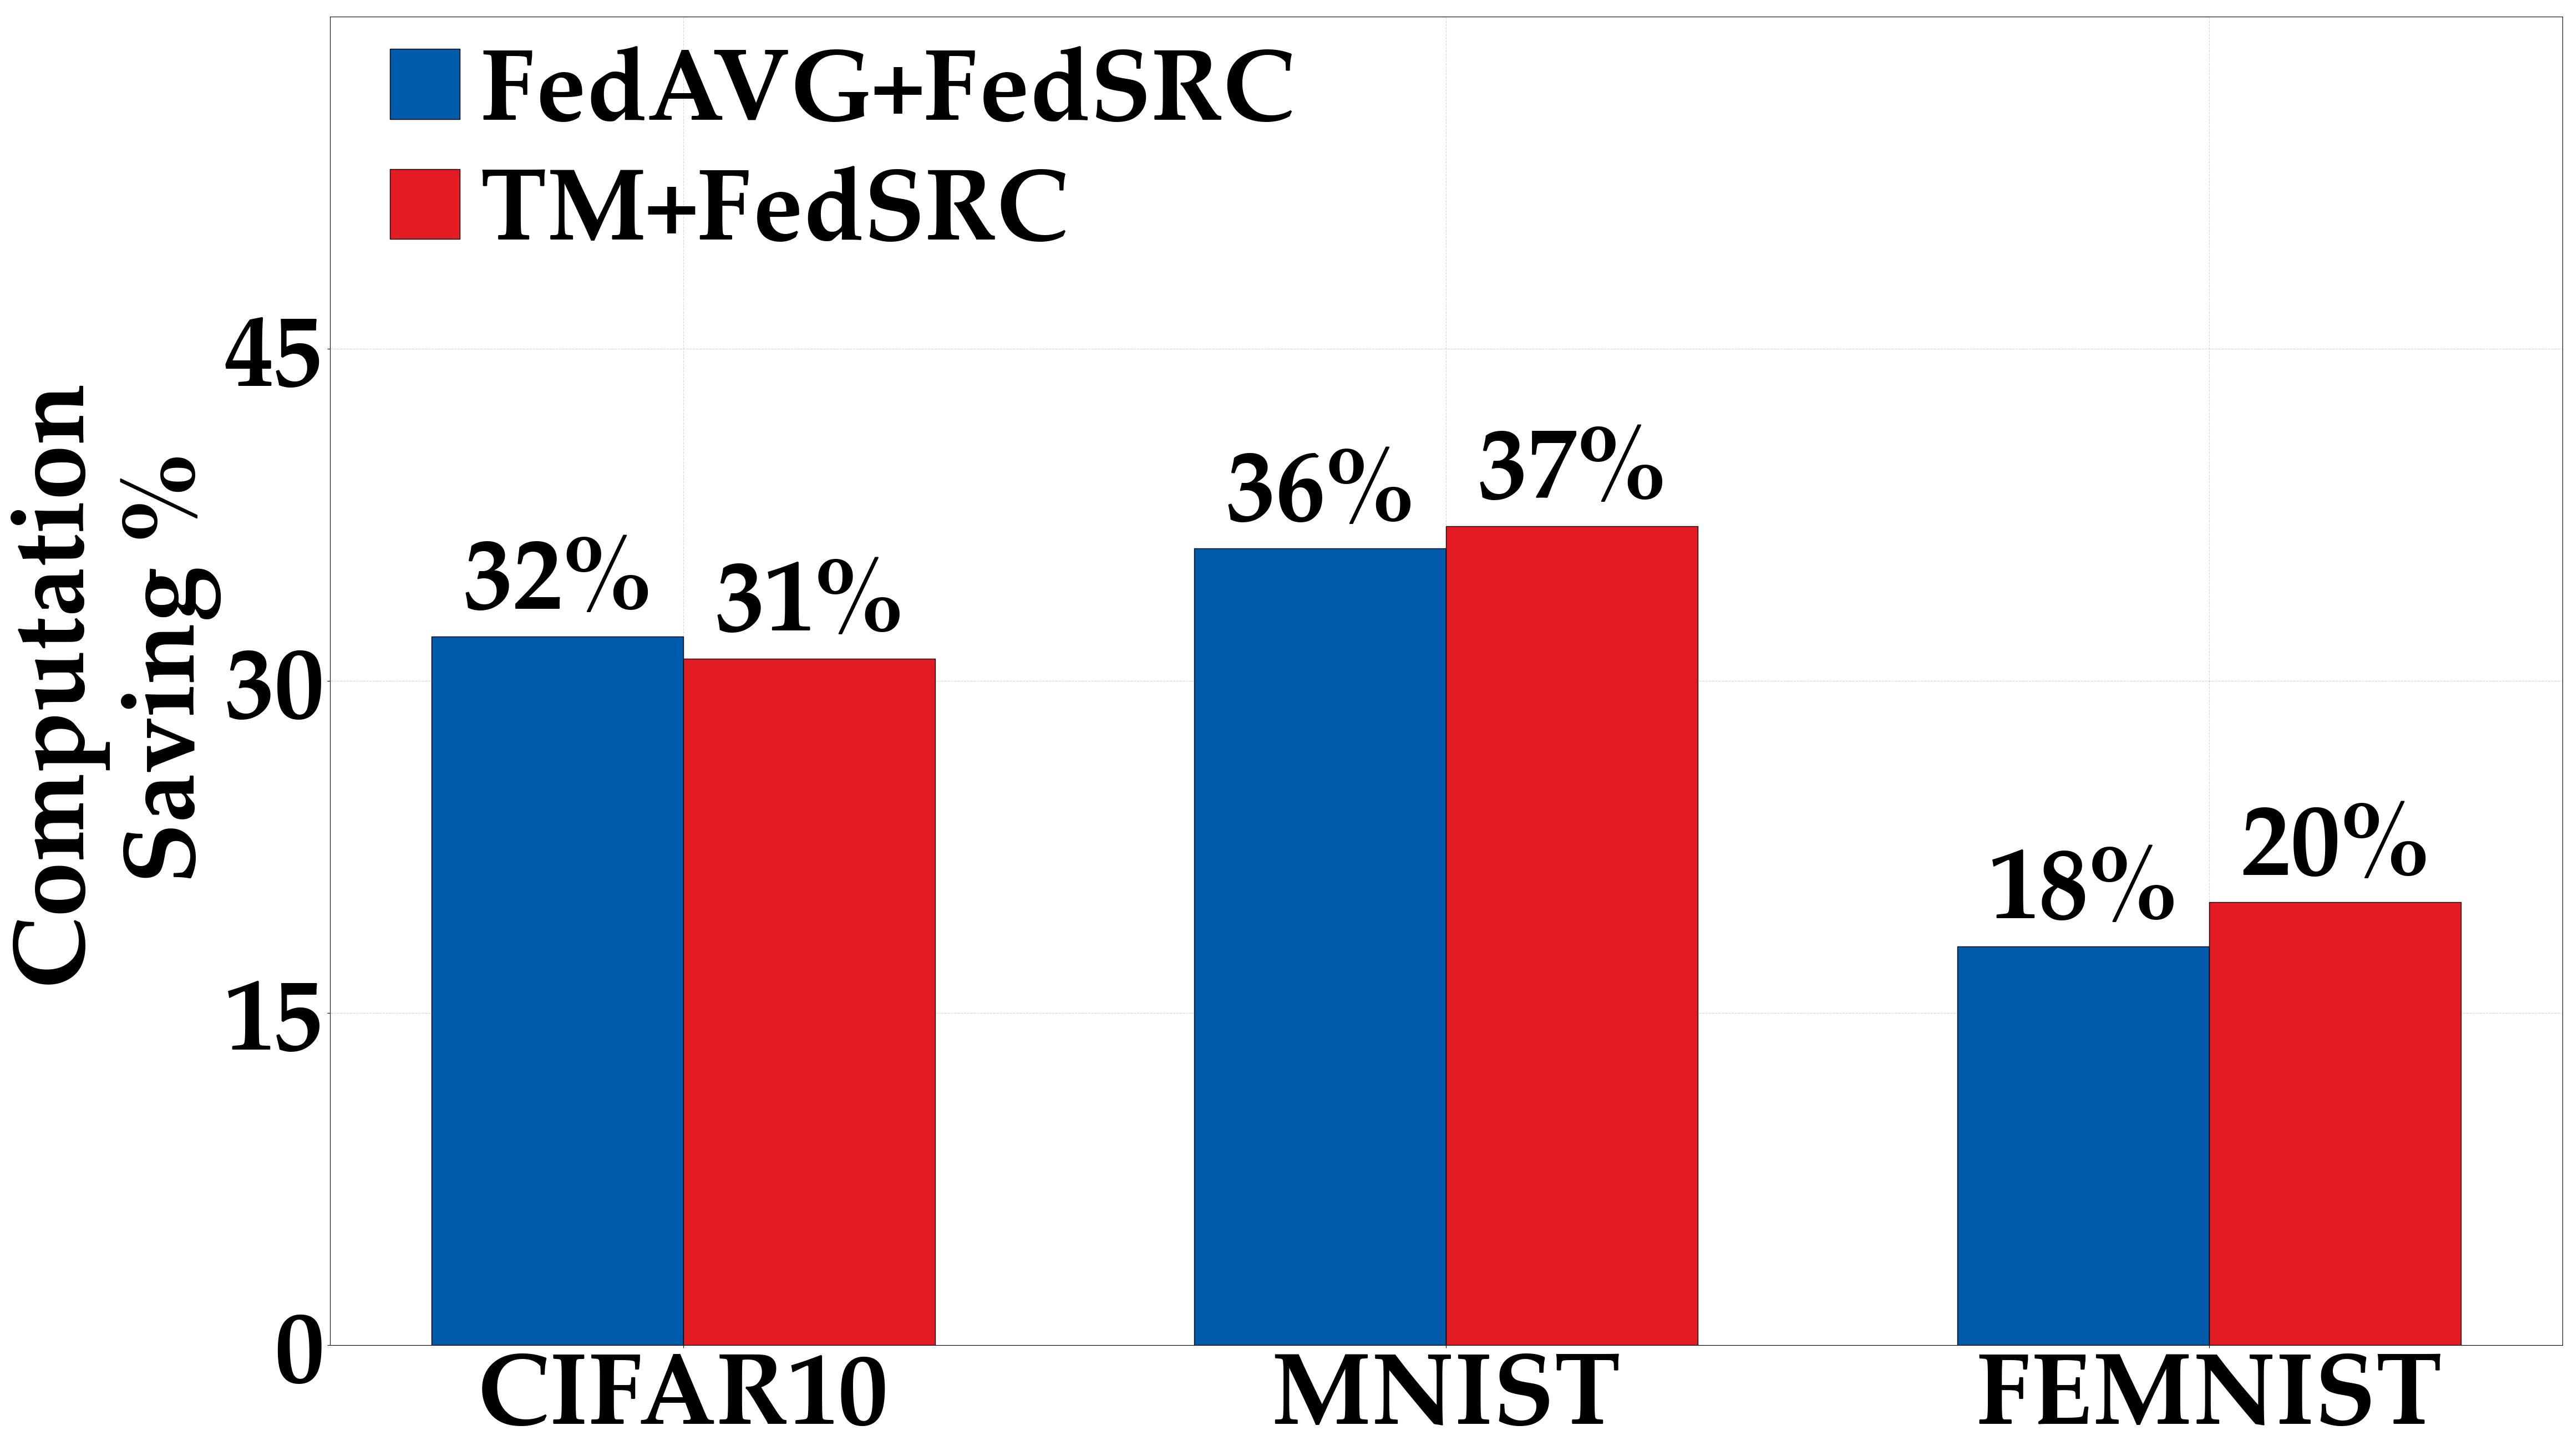 FedAVG+FedSRC
TM+FedSRC
Computation
Saving %
45
30
15
0
32%
31%
36%
37%
18%
20%
CIFAR10
MNIST
FEMNIST